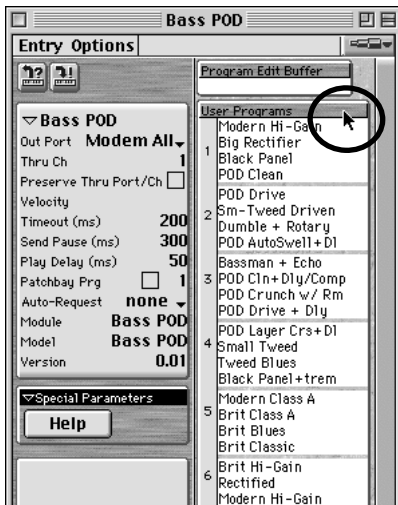 Bass POD
Entry Options
Program Edit Buffer
Bass POD
Out Port Modem All
Thru Ch 1
Preserve Thru Port/Ch
Velocity
Timeout (ms) 200
Send Pause (ms) 300
Play Delay (ms) 50
Patchbay Prg 1
Auto-Request none
Module Bass POD
Model Bass POD
Version 0.01
Special Parameters
Help
User Programs
Modern Hi-Gain
1 Big Rectifier
Black Panel
POD Clean
POD Drive
2 Sm-Tweed Driven
Dumble + Rotary
POD AutoSwell+Dl
Bassman + Echo
3 POD Cln+Dly/Comp
POD Crunch w/ Rm
POD Drive + Dly
POD Layer Crs+Dl
4 Small Tweed
Tweed Blues
Black Panel+trem
Modern Class A
5 Brit Class A
Brit Blues
Brit Classic
Brit Hi-Gain
6 Rectified
Modern Hi-Gain